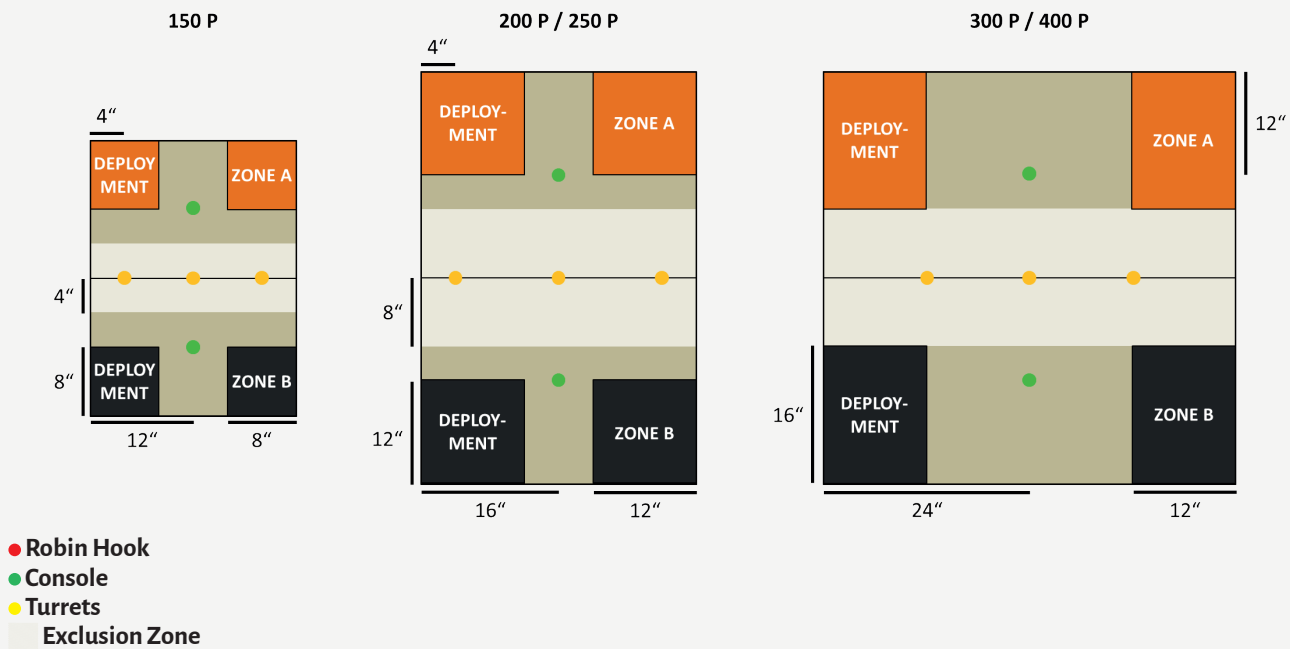 150 P
4“
DEPLOY
MENT
ZONE A
4“
8“
DEPLOY
MENT
ZONE B
12“
8“
200 P / 250 P
4“
DEPLOY-
MENT
ZONE A
8“
12“
DEPLOY-
MENT
ZONE B
16“
12“
300 P / 400 P
DEPLOY-
MENT
ZONE A
12“
16“
DEPLOY-
MENT
ZONE B
24“
12“
Robin Hook
Console
Turrets
Exclusion Zone